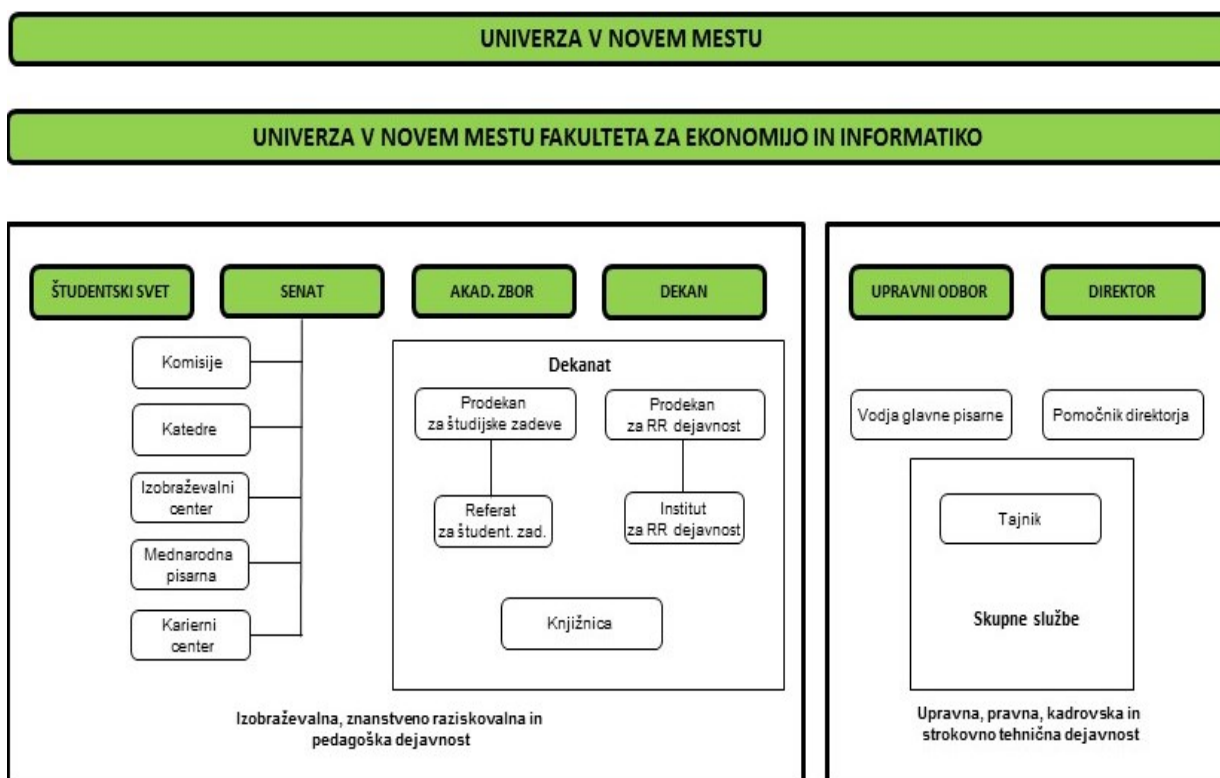 UNIVERZA V NOVEM MESTU
UNIVERZA V NOVEM MESTU FAKULTETA ZA EKONOMIJO IN INFORMATIKO
ŠTUDENTSKI SVET
SENAT
AKAD. ZBOR
DEKAN
Komisije
Katedre
Izobraževalni
center
Mednarodna
pisarna
Karierni
center
Dekanat
Prodekan
za študijske zadeve
Prodekan
za RR dejavnost
Referat
za študent. zad.
Institut
za RR dejavnost
Knjižnica
Izobraževalna, znanstveno raziskovalna in
pedagoška dejavnost
UPRAVNI ODBOR
DIREKTOR
Vodja glavne pisarne
Pomočnik direktorja
Tajnik
Skupne službe
Upravna, pravna, kadrovska in
strokovno tehnična dejavnost